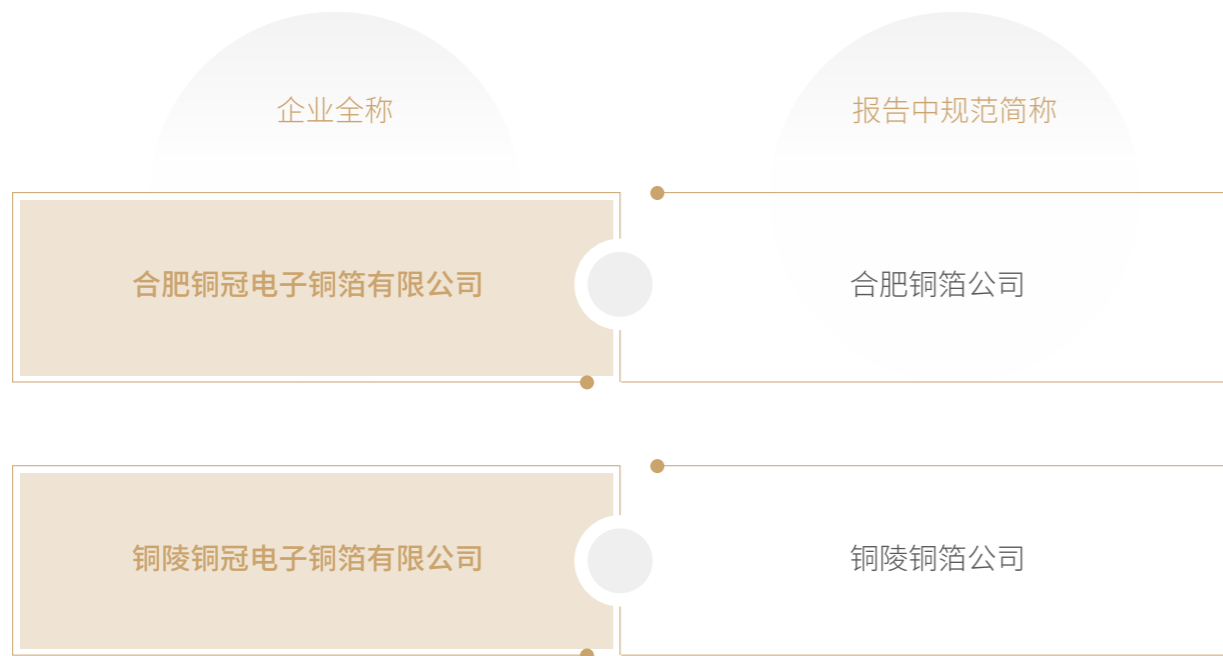 企业全称
报告中规范简称
合肥铜冠电子铜箔有限公司
合肥铜箔公司
铜陵铜冠电子铜箔有限公司
铜陵铜箔公司